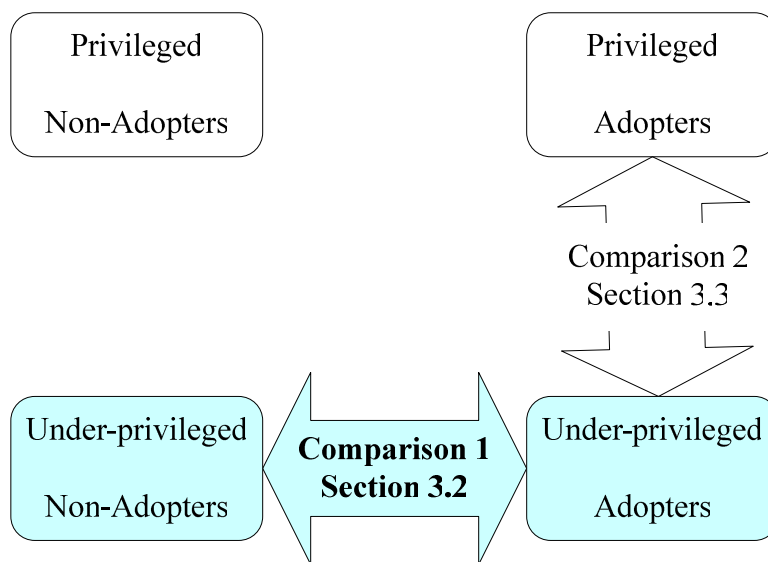 Privileged
Non-Adopters
Privileged
Adopters
Comparison 2
Section 3.3
Under-privileged
Non-Adopters
Comparison 1
Section 3.2
Under-privileged
Adopters